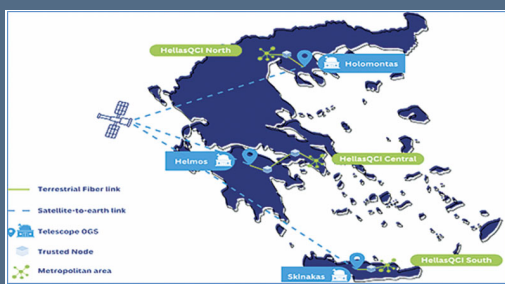 HellasQCI North
Holomontas
Helmos
HellasQCI Central
Terrestrial Fiber link
Satellite-to-earth link
Telescope OGS
Trusted Node
Metropolitan area
HellasQCI South
Skinakas